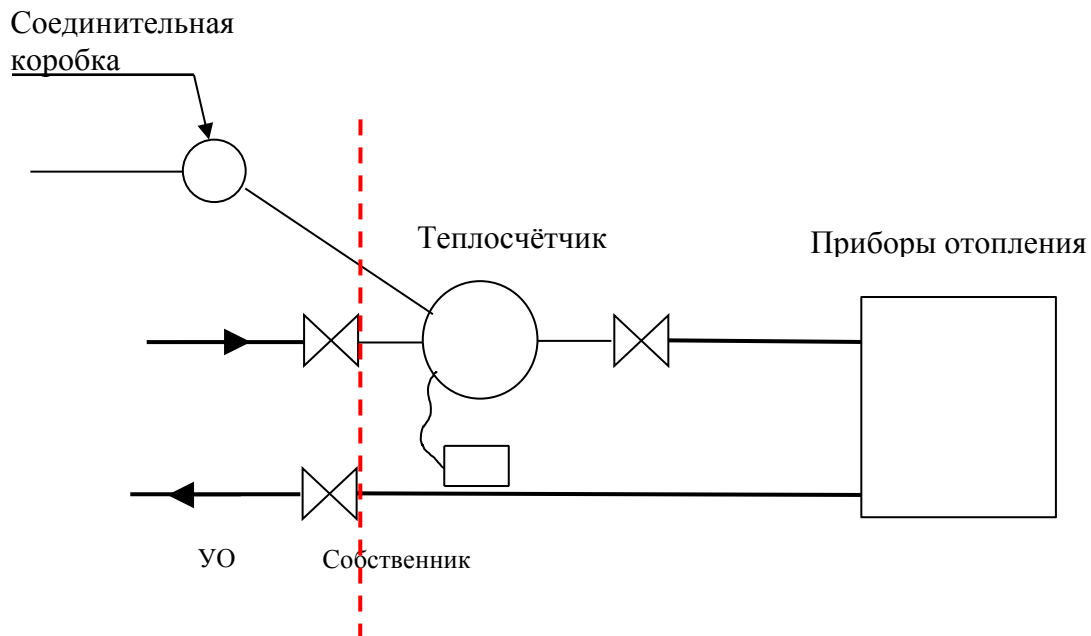 Соединительная
коробка
Теплосчётчик
Приборы отопления
УО
Собственник